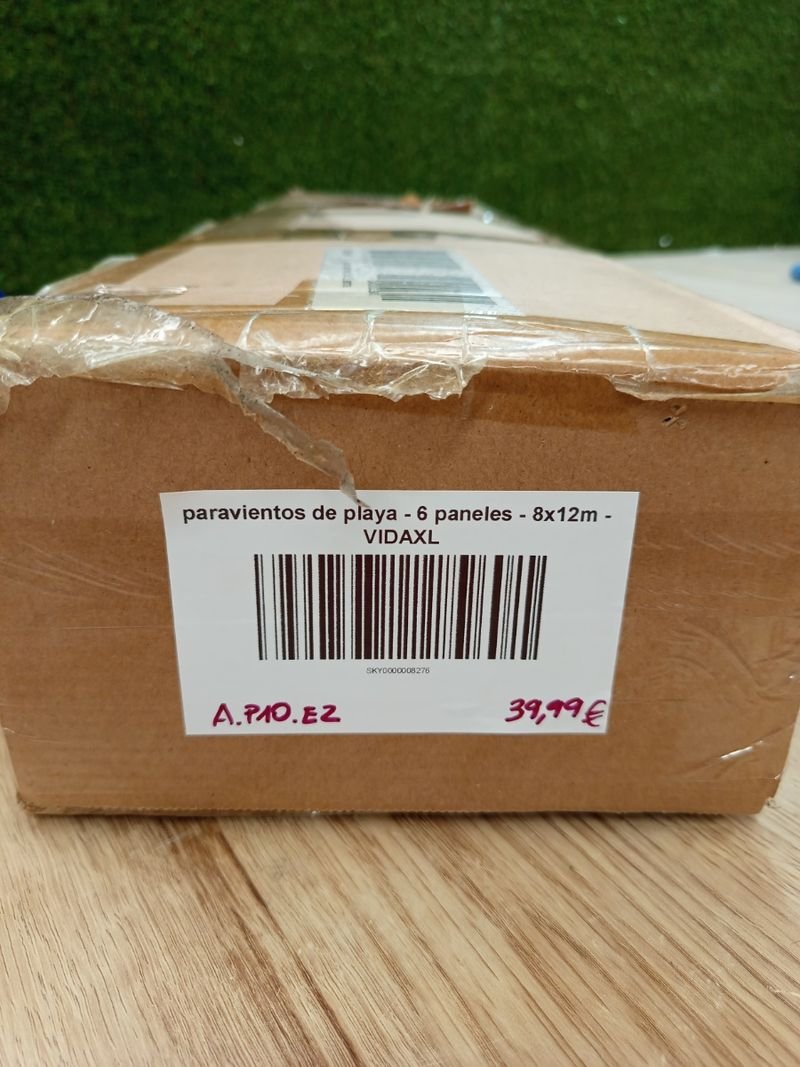 paravientos de playa - 6 paneles - 8x12m -
VIDAXL
SKY0000008276
A.P10.E2
39,99€